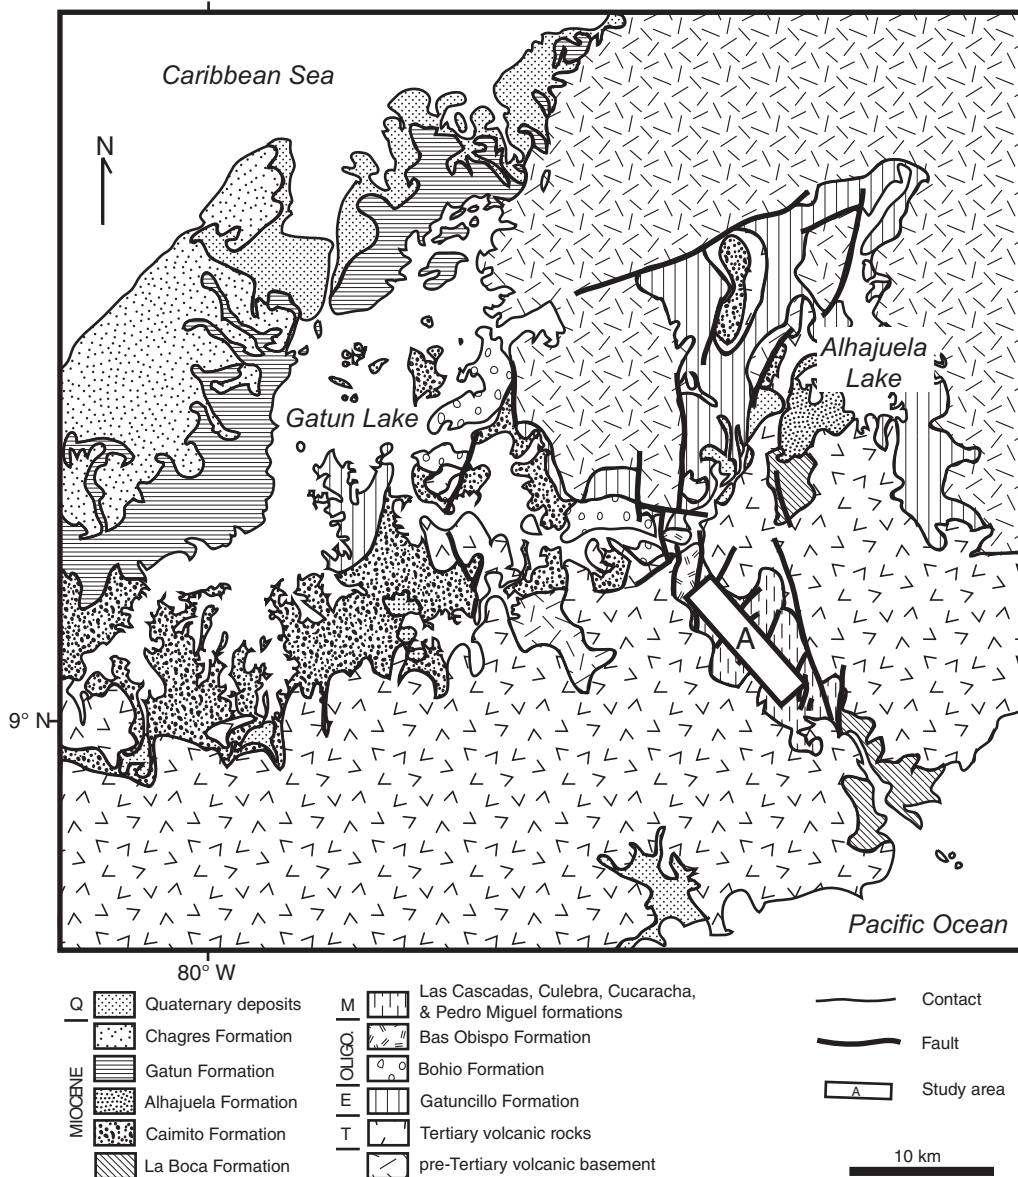 Caribbean Sea
N
Alhajuela
Lake
Gatun Lake
A
9° N
Pacific Ocean
80° W
Q
Quaternary deposits
MIOCENE
Chagres Formation
Gatun Formation
Alhajuela Formation
Caimito Formation
La Boca Formation
M
Las Cascadas, Culebra, Cucaracha,
& Pedro Miguel formations
OLIGO.
Bas Obispo Formation
Bohio Formation
E
Gatuncillo Formation
T
Tertiary volcanic rocks
pre-Tertiary volcanic basement
Contact
Fault
A
Study area
10 km